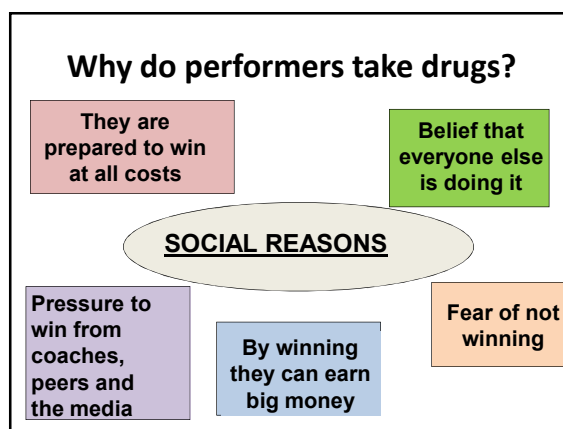 Why do performers take drugs?
They are
prepared to win
at all costs
Belief that
everyone else
is doing it
SOCIAL REASONS
Pressure to
win from
coaches,
peers and
the media
By winning
they can earn
big money
Fear of not
winning